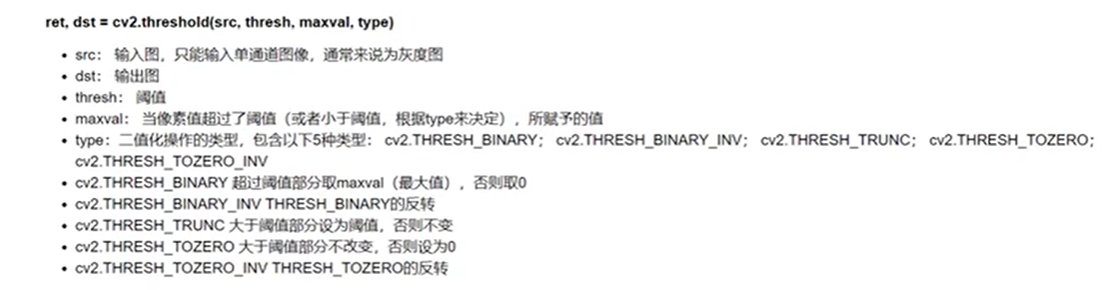 ret, dst = cv2.threshold(src, thresh, maxval, type)
• src： 输入图，只能输入单通道图像，通常来说为灰度图
• dst： 输出图
• thresh： 阈值
• maxval： 当像素值超过了阈值（或者小于阈值，根据type来决定），所赋予的值
• type：二值化操作的类型，包含以下5种类型： cv2.THRESH_BINARY； cv2.THRESH_BINARY_INV； cv2.THRESH_TRUNC； cv2.THRESH_TOZERO；
cv2.THRESH_TOZERO_INV
• cv2.THRESH_BINARY 超过阈值部分取maxval（最大值），否则取0
• cv2.THRESH_BINARY_INV THRESH_BINARY的反转
• cv2.THRESH_TRUNC 大于阈值部分设为阈值，否则不变
• cv2.THRESH_TOZERO 大于阈值部分不改变，否则设为0
• cv2.THRESH_TOZERO_INV THRESH_TOZERO的反转